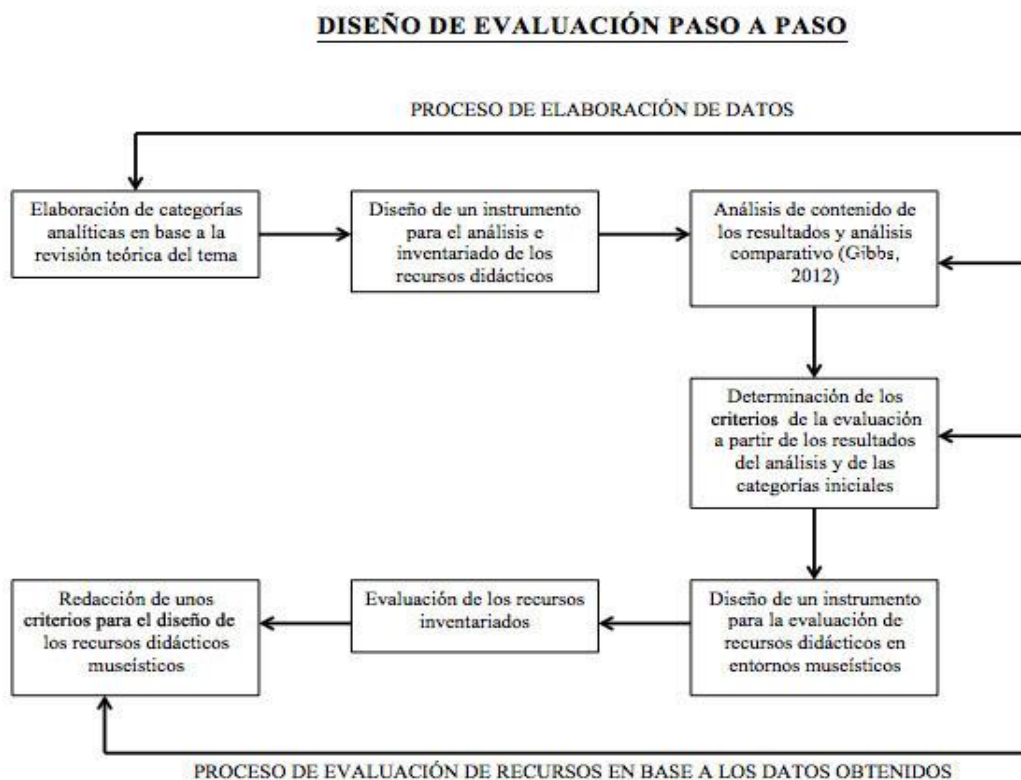 DISEÑO DE EVALUACIÓN PASO A PASO
PROCESO DE ELABORACIÓN DE DATOS
Elaboración de categorías
analíticas en base a la
revisión teórica del tema
Diseño de un instrumento
para el análisis e
inventariado de los
recursos didácticos
Análisis de contenido de
los resultados y análisis
comparativo (Gibbs,
2012)
Determinación de los
criterios de la evaluación
a partir de los resultados
del análisis y de las
categorías iniciales
Diseño de un instrumento
para la evaluación de
recursos didácticos en
entornos museísticos
Evaluación de los recursos
inventariados
Redacción de unos
criterios para el diseño de
los recursos didácticos
museísticos
PROCESO DE EVALUACIÓN DE RECURSOS EN BASE A LOS DATOS OBTENIDOS